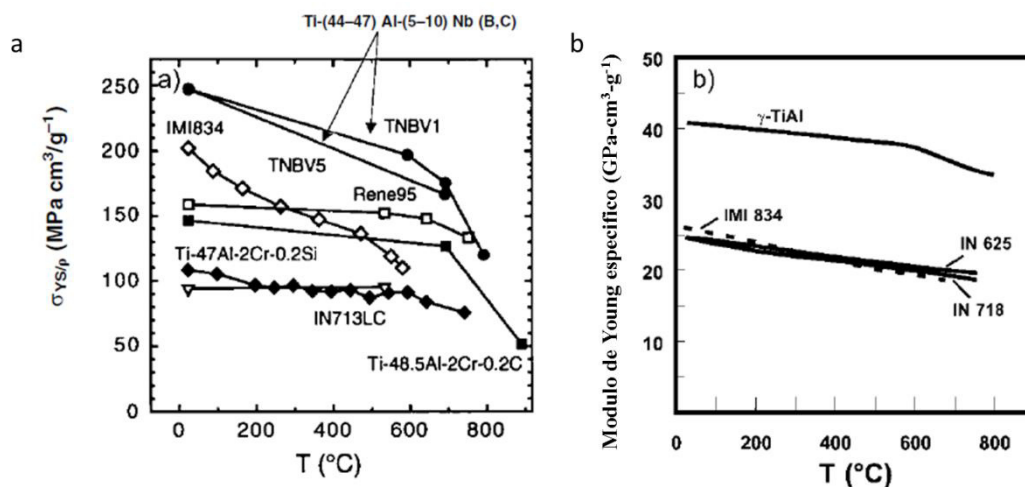 Ti-(44–47) Al-(5–10) Nb (B,C)
a
a)
250
200
150
100
50
0
σYS/ρ (MPa cm³/g⁻¹)
IMI834
TNBV1
TNBV5
Rene95
Ti-47Al-2Cr-0.2Si
IN713LC
Ti-48.5Al-2Cr-0.2C
0
200
400
600
800
T (°C)
b
b)
50
40
30
20
10
0
Modulo de Young especifico (GPa-cm³-g⁻¹)
γ-TiAl
IMI 834
IN 625
IN 718
0
200
400
600
800
T (°C)